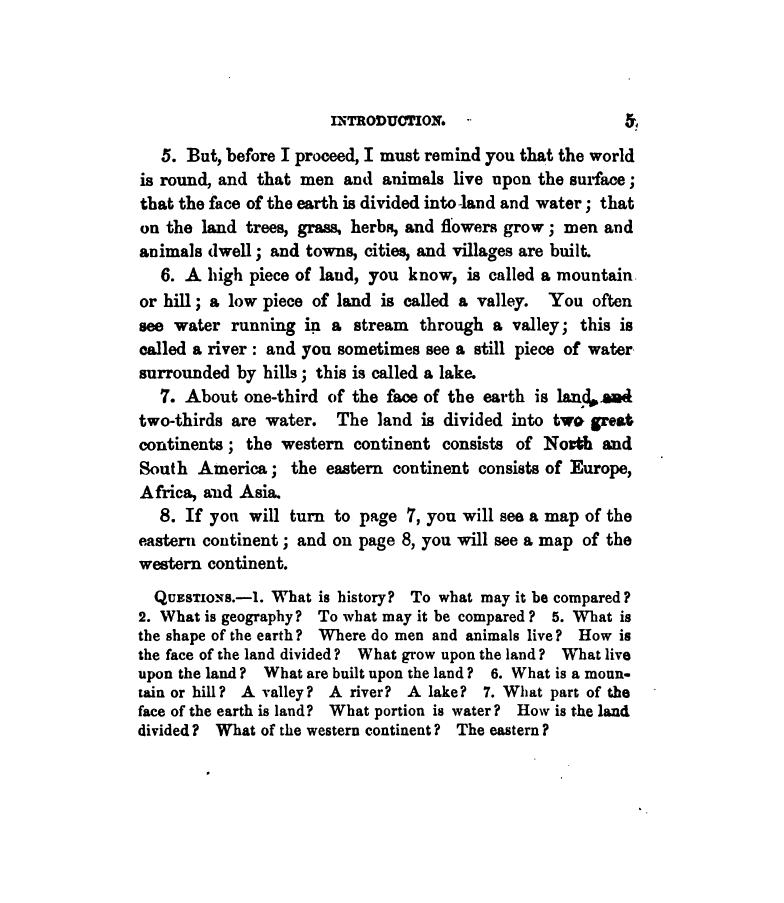 INTRODUCTION. 5
5. But, before I proceed, I must remind you that the world
is round, and that men and animals live upon the surface;
that the face of the earth is divided into land and water; that
on the land trees, grass, herbs, and flowers grow; men and
animals dwell; and towns, cities, and villages are built.
6. A high piece of land, you know, is called a mountain
or hill; a low piece of land is called a valley. You often
see water running in a stream through a valley; this is
called a river: and you sometimes see a still piece of water
surrounded by hills; this is called a lake.
7. About one-third of the face of the earth is land, and
two-thirds are water. The land is divided into two great
continents; the western continent consists of North and
South America; the eastern continent consists of Europe,
Africa, and Asia.
8. If you will turn to page 7, you will see a map of the
eastern continent; and on page 8, you will see a map of the
western continent.
QUESTIONS.—1. What is history? To what may it be compared?
2. What is geography? To what may it be compared? 5. What is
the shape of the earth? Where do men and animals live? How is
the face of the land divided? What grow upon the land? What live
upon the land? What are built upon the land? 6. What is a moun-
tain or hill? A valley? A river? A lake? 7. What part of the
face of the earth is land? What portion is water? How is the land
divided? What of the western continent? The eastern?